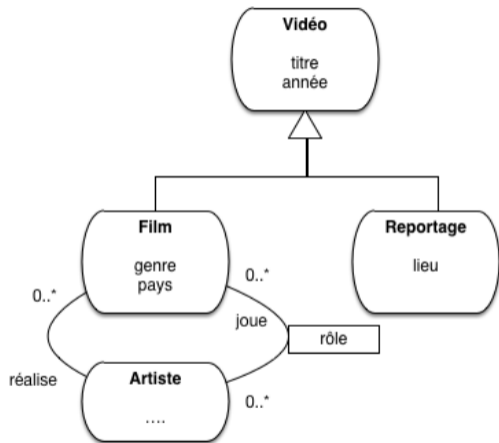 Vidéo
titre
année
Film
genre
pays
Reportage
lieu
0..*
0..*
joue
rôle
réalise
Artiste
....
0..*